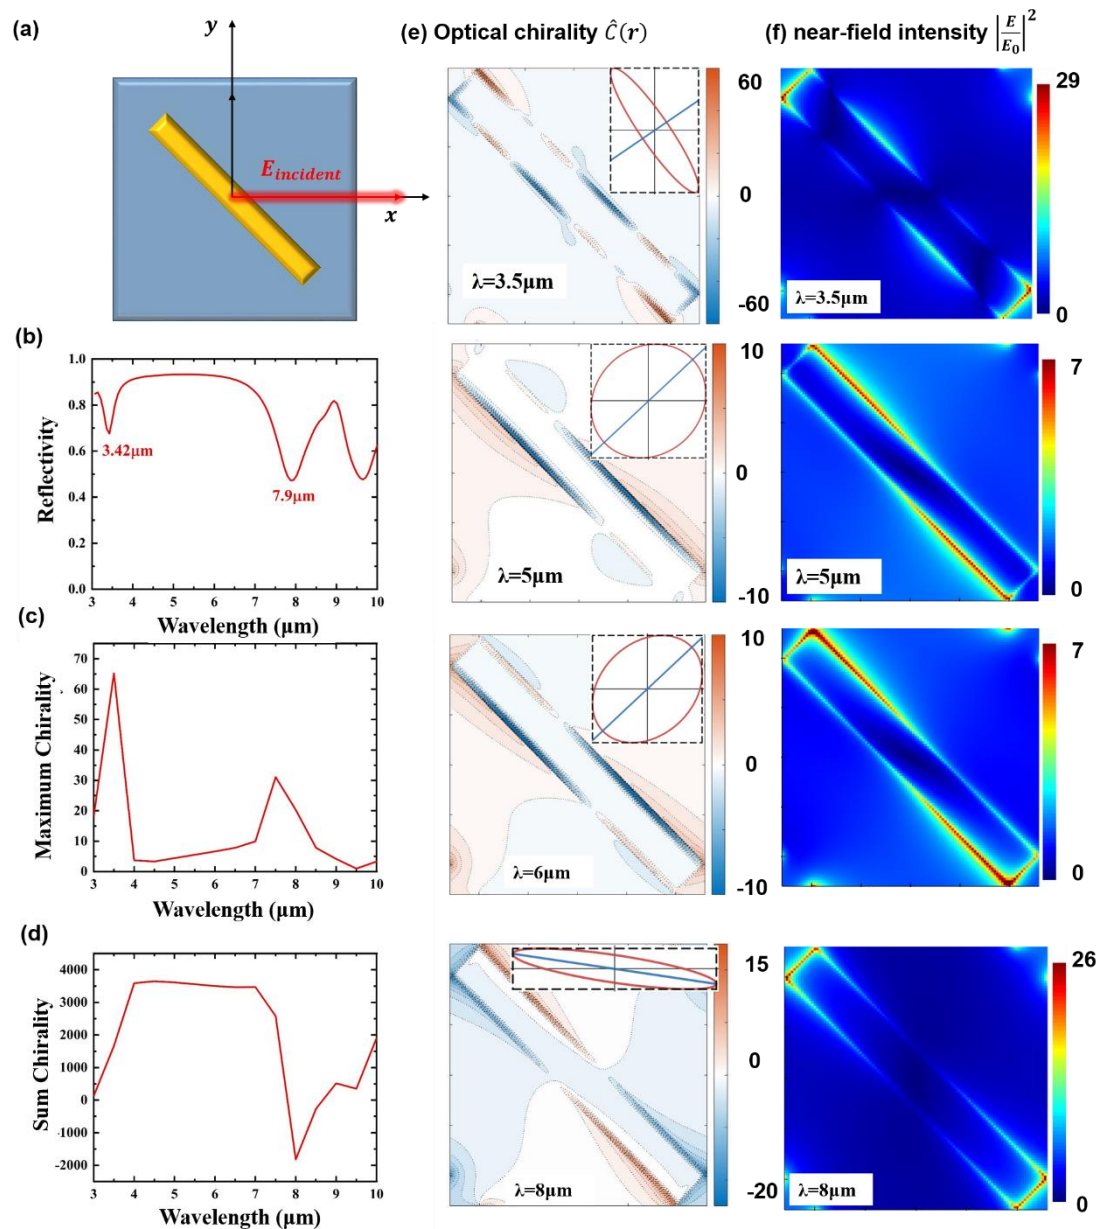 (a)
y
E_incident
x
(b)
1.0
0.8
0.6
0.4
0.2
0.0
Reflectivity
3.42μm
7.9μm
3 4 5 6 7 8 9 10
Wavelength (μm)
(c)
70
60
50
40
30
20
10
0
Maximum Chirality
3 4 5 6 7 8 9 10
Wavelength (μm)
(d)
4000
3000
2000
1000
0
-1000
-2000
Sum Chirality
3 4 5 6 7 8 9 10
Wavelength (μm)
(e) Optical chirality Ĉ(r)
60
0
-60
λ=3.5μm
10
0
-10
λ=5μm
10
0
-10
λ=6μm
15
0
-20
(f) near-field intensity |E/E₀|²
29
0
λ=3.5μm
7
0
λ=5μm
7
0
26
0
λ=8μm